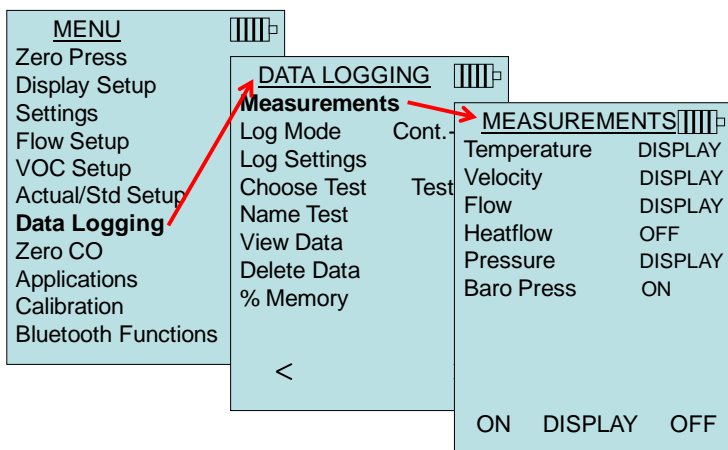 MENU
Zero Press
Display Setup
Settings
Flow Setup
VOC Setup
Actual/Std Setup
Data Logging
Zero CO
Applications
Calibration
Bluetooth Functions
DATA LOGGING
Measurements
Log Mode Cont.-
Log Settings
Choose Test Test
Name Test
View Data
Delete Data
% Memory
<
MEASUREMENTS
Temperature DISPLAY
Velocity DISPLAY
Flow DISPLAY
Heatflow OFF
Pressure DISPLAY
Baro Press ON
ON DISPLAY OFF